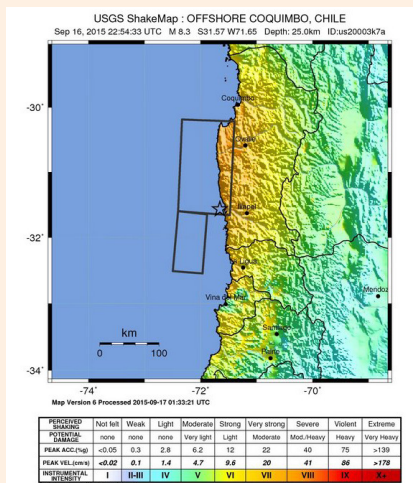 USGS ShakeMap : OFFSHORE COQUIMBO, CHILE
Sep 16, 2015 22:54:33 UTC M 8.3 S31.57 W71.65 Depth: 25.0km ID:us20003k7a
-30°
-32°
-34°
Coquimbo
Illapel
La Ligua
Vina del Mar
Mendoz
Santiago
km
0 50 100
-74° -72° -70°
Map Version 6 Processed 2015-09-17 01:33:21 UTC
PERCEIVED SHAKING Not felt Weak Light Moderate Strong Very strong Severe Violent Extreme
POTENTIAL DAMAGE none none none Very light Light Moderate Mod./Heavy Heavy Very Heavy
PEAK ACC.(%g) <0.05 0.3 2.8 6.2 12 22 40 75 >139
PEAK VEL.(cm/s) <0.02 0.1 1.4 4.7 9.6 20 41 86 >178
INSTRUMENTAL INTENSITY I II-III IV V VI VII VIII IX X+